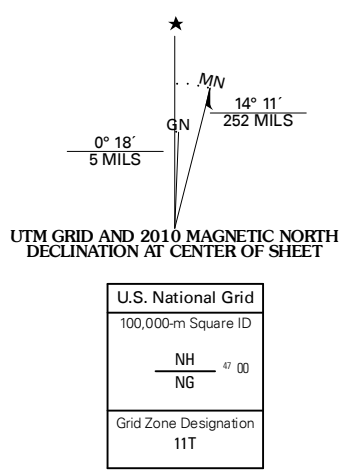 ★
MN
14° 11´
252 MILS
GN
0° 18´
5 MILS
UTM GRID AND 2010 MAGNETIC NORTH
DECLINATION AT CENTER OF SHEET
U.S. National Grid
100,000-m Square ID
NH
47 00
NG
Grid Zone Designation
11T